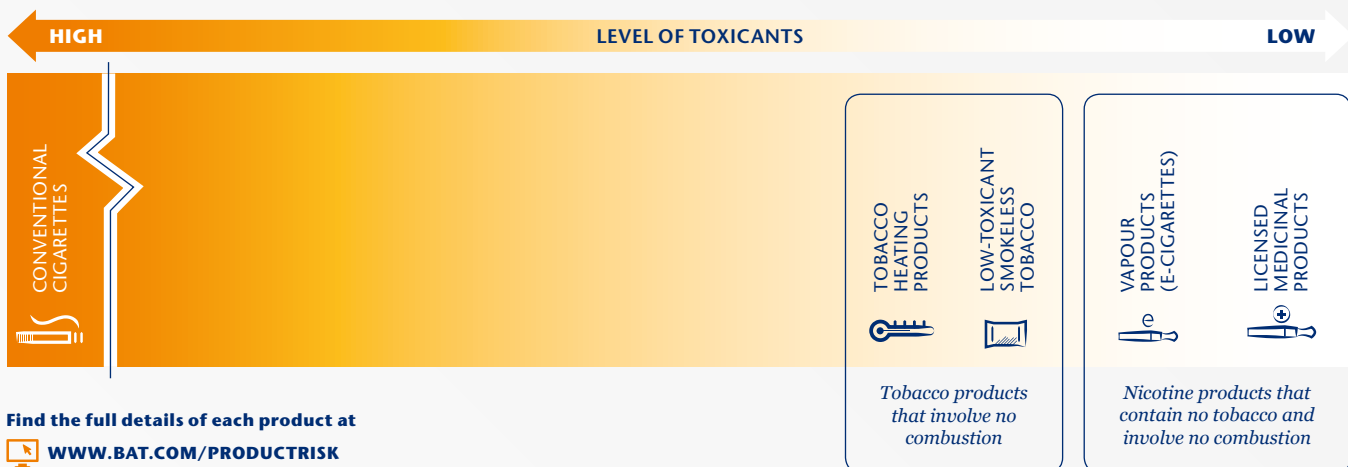 HIGH
LEVEL OF TOXICANTS
LOW
CONVENTIONAL
CIGARETTES
TOBACCO
HEATING
PRODUCTS
LOW-TOXICANT
SMOKELESS
TOBACCO
VAPOUR
PRODUCTS
(E-CIGARETTES)
LICENSED
MEDICINAL
PRODUCTS
e
Tobacco products
that involve no
combustion
Nicotine products that
contain no tobacco and
involve no combustion
Find the full details of each product at
WWW.BAT.COM/PRODUCTRISK